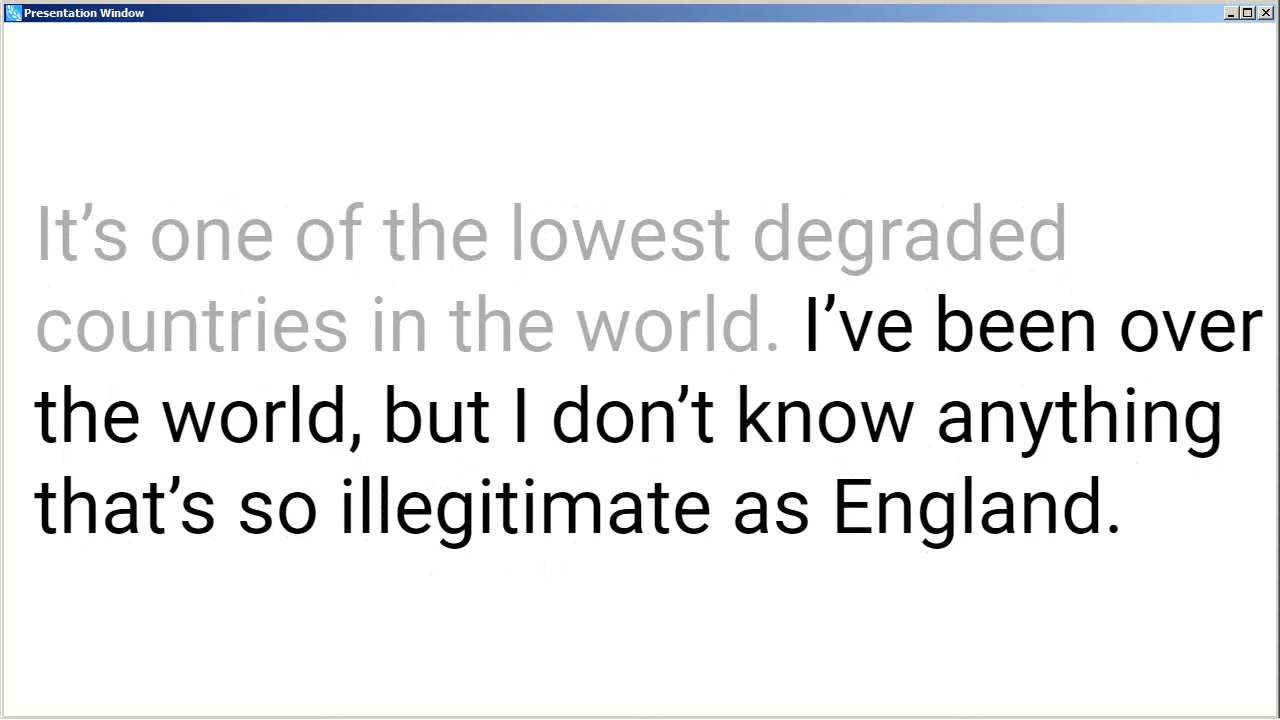 Presentation Window
It’s one of the lowest degraded
countries in the world. I’ve been over
the world, but I don’t know anything
that’s so illegitimate as England.